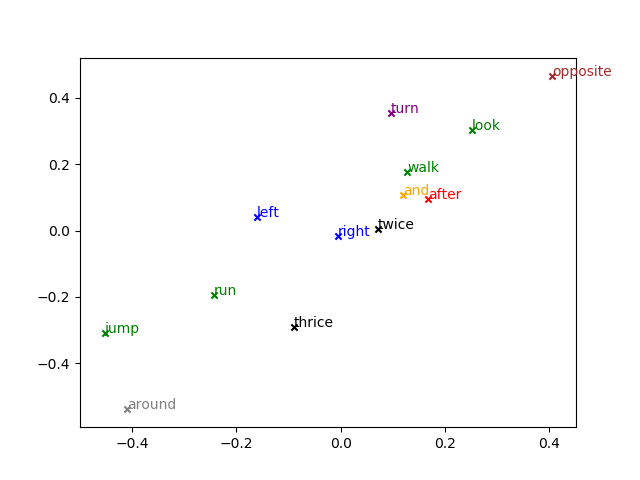 opposite
0.4
turn
look
0.2
walk
and
after
left
twice
0.0
right
run
−0.2
thrice
jump
−0.4
around
−0.4
−0.2
0.0
0.2
0.4